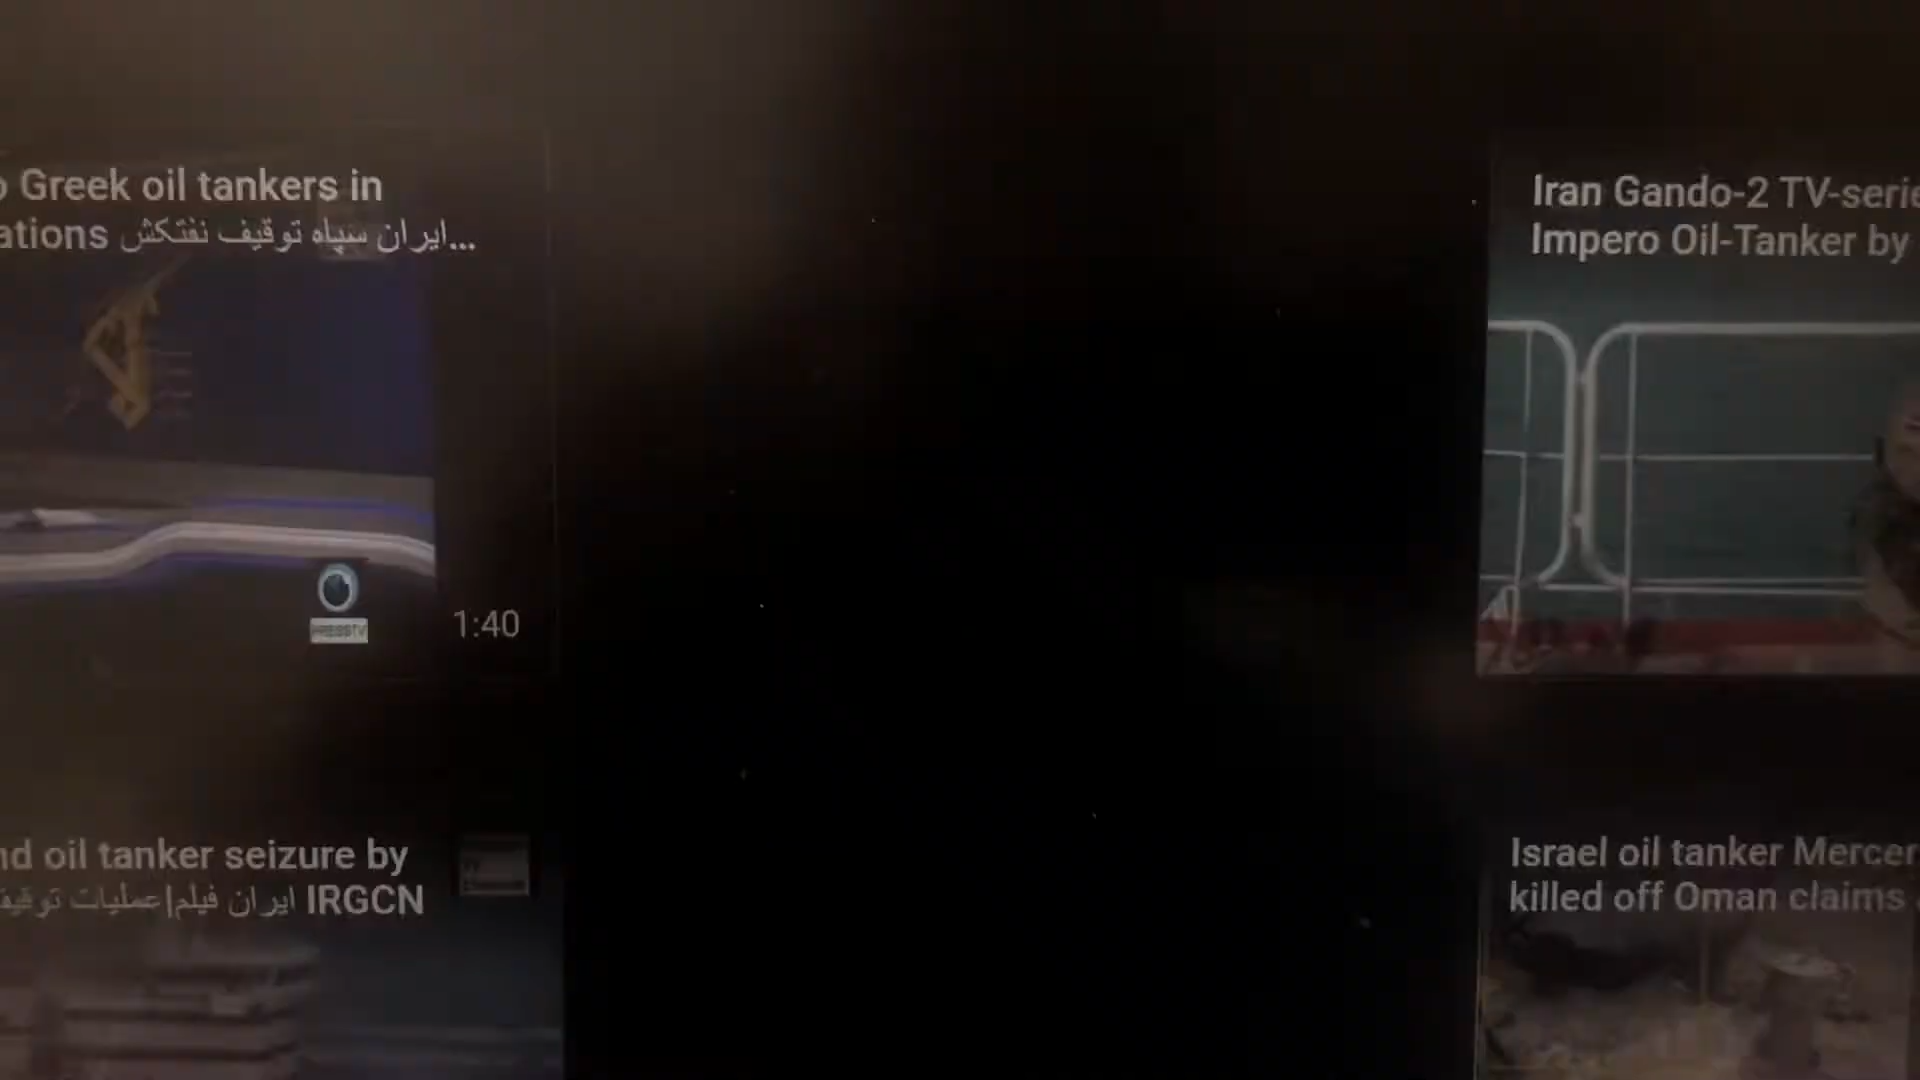 Greek oil tankers in
ations ایران سپاه توقیف نفتکش...
PRESSTV
1:40
Iran Gando-2 TV-serie
Impero Oil-Tanker by
nd oil tanker seizure by
IRGCN ایران فیلم|عملیات توقیف
Israel oil tanker Mercer
killed off Oman claims